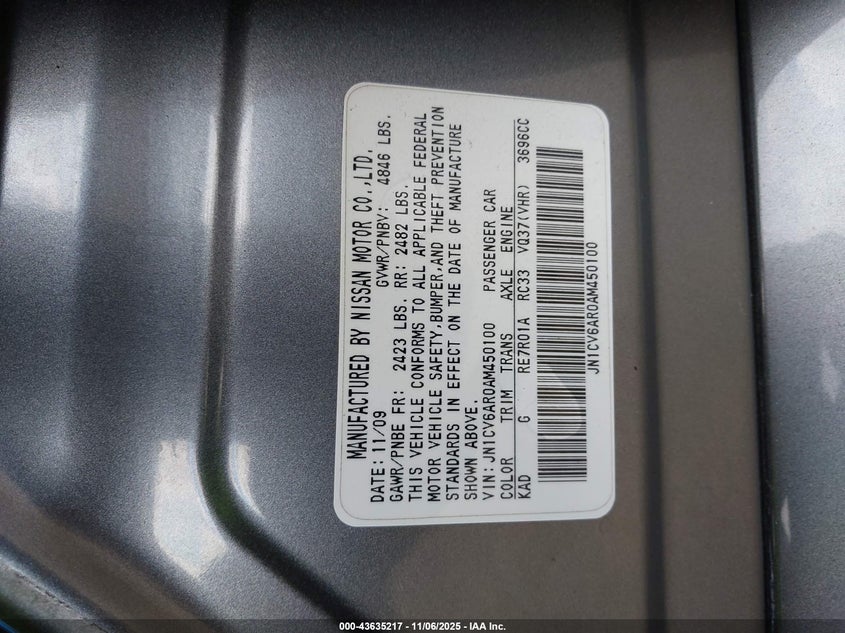 MANUFACTURED BY NISSAN MOTOR CO.,LTD.
DATE: 11/09 GVWR/PNBV: 4846 LBS.
GAWR/PNBE FR: 2423 LBS. RR: 2482 LBS.
THIS VEHICLE CONFORMS TO ALL APPLICABLE FEDERAL
MOTOR VEHICLE SAFETY,BUMPER,AND THEFT PREVENTION
STANDARDS IN EFFECT ON THE DATE OF MANUFACTURE
SHOWN ABOVE.
VIN: JN1CV6AR0AM450100 PASSENGER CAR
COLOR TRIM TRANS AXLE ENGINE
KAD G RE7R01A RC33 VQ37(VHR) 3696CC
JN1CV6AR0AM450100
000-43635217 - 11/06/2025 - IAA Inc.